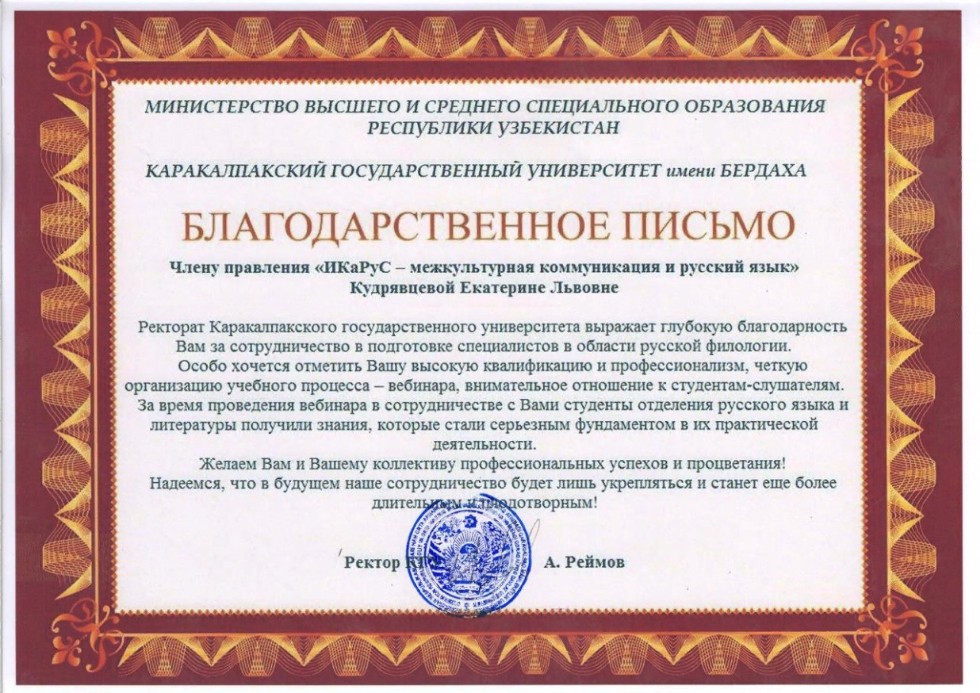 МИНИСТЕРСТВО ВЫСШЕГО И СРЕДНЕГО СПЕЦИАЛЬНОГО ОБРАЗОВАНИЯ
РЕСПУБЛИКИ УЗБЕКИСТАН
КАРАКАЛПАКСКИЙ ГОСУДАРСТВЕННЫЙ УНИВЕРСИТЕТ имени БЕРДАХА
БЛАГОДАРСТВЕННОЕ ПИСЬМО
Члену правления «ИКаРуС – межкультурная коммуникация и русский язык»
Кудрявцевой Екатерине Львовне
Ректорат Каракалпакского государственного университета выражает глубокую благодарность
Вам за сотрудничество в подготовке специалистов в области русской филологии.
Особо хочется отметить Вашу высокую квалификацию и профессионализм, четкую
организацию учебного процесса – вебинара, внимательное отношение к студентам-слушателям.
За время проведения вебинара в сотрудничестве с Вами студенты отделения русского языка и
литературы получили знания, которые стали серьезным фундаментом в их практической
деятельности.
Желаем Вам и Вашему коллективу профессиональных успехов и процветания!
Надеемся, что в будущем наше сотрудничество будет лишь укрепляться и станет еще более
длительным и плодотворным!
Ректор А. Реймов